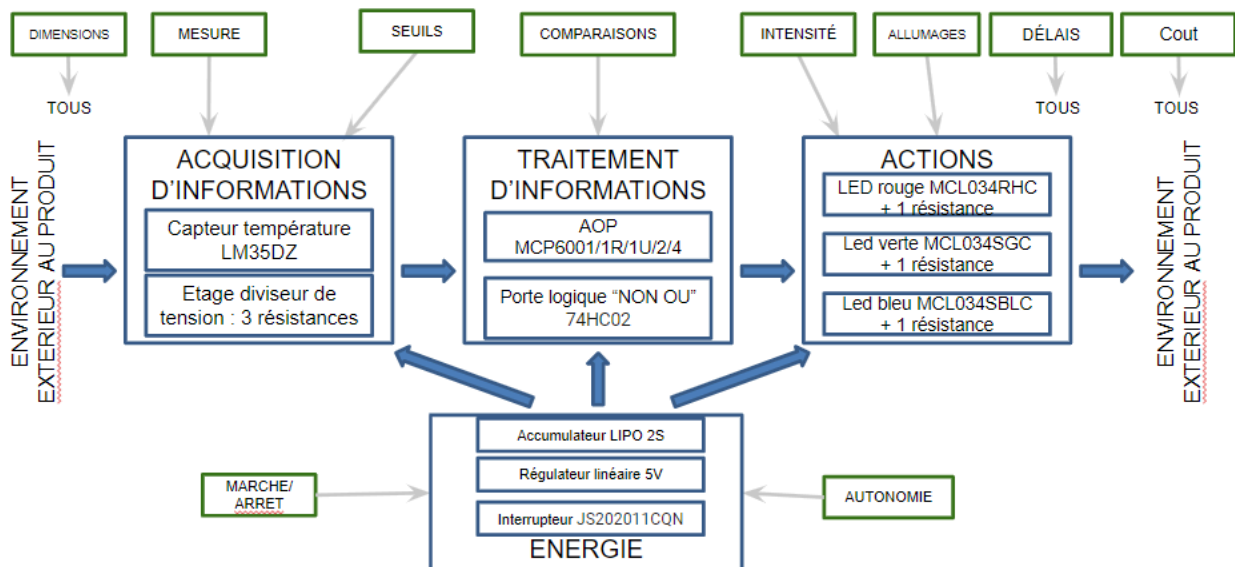 DIMENSIONS
MESURE
SEUILS
COMPARAISONS
INTENSITÉ
ALLUMAGES
DÉLAIS
Cout
TOUS
TOUS
TOUS
ENVIRONNEMENT
EXTERIEUR AU PRODUIT
ACQUISITION
D'INFORMATIONS
Capteur température
LM35DZ
Etage diviseur de
tension : 3 résistances
TRAITEMENT
D'INFORMATIONS
AOP
MCP6001/1R/1U/2/4
Porte logique “NON OU”
74HC02
ACTIONS
LED rouge MCL034RHC
+ 1 résistance
Led verte MCL034SGC
+ 1 résistance
Led bleu MCL034SBLC
+ 1 résistance
ENVIRONNEMENT
EXTERIEUR AU PRODUIT
Accumulateur LIPO 2S
Régulateur linéaire 5V
Interrupteur JS202011CQN
ENERGIE
MARCHE/
ARRET
AUTONOMIE